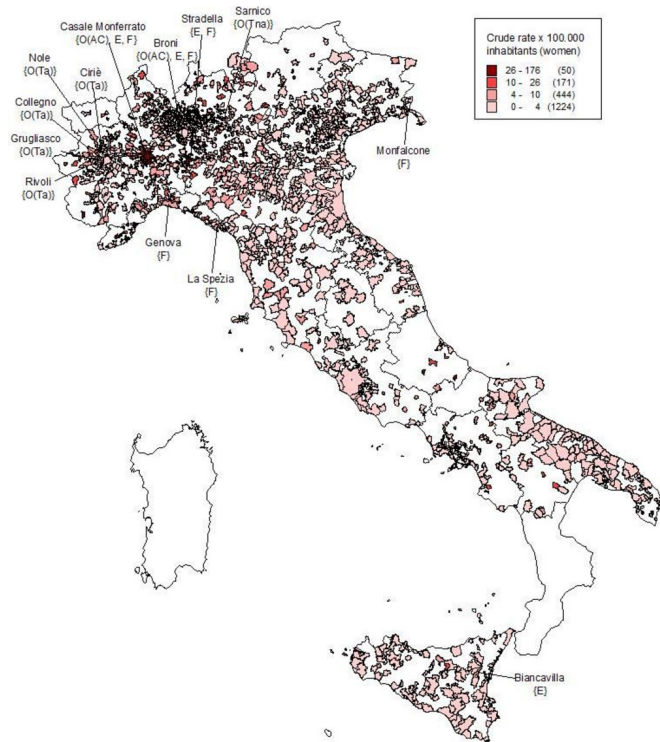 Sarnico
{O(Tna)}
Stradella
{E, F}
Casale Monferrato
{O(AC), E, F}
Broni
{O(AC), E, F}
Nole
{O(Ta)}
Ciriè
{O(Ta)}
Collegno
{O(Ta)}
Grugliasco
{O(Ta)}
Rivoli
{O(Ta)}
Genova
{F}
La Spezia
{F}
Monfalcone
{F}
Biancavilla
{E}
Crude rate x 100.000
inhabitants (women)
26 - 176 (50)
10 - 26 (171)
4 - 10 (444)
0 - 4 (1224)